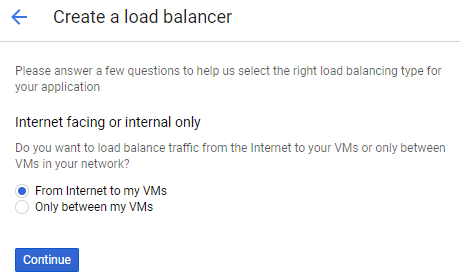 Create a load balancer
Please answer a few questions to help us select the right load balancing type for
your application
Internet facing or internal only
Do you want to load balance traffic from the Internet to your VMs or only between
VMs in your network?
From Internet to my VMs
Only between my VMs
Continue